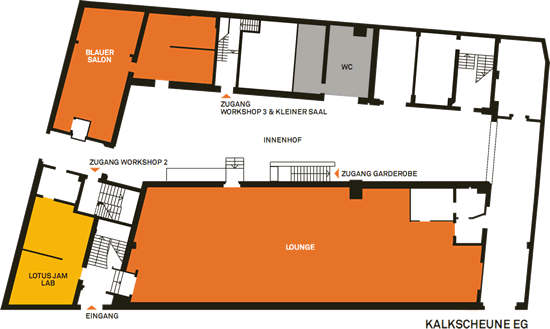 BLAUER
SALON
WC
ZUGANG
WORKSHOP 3 & KLEINER SAAL
INNENHOF
ZUGANG WORKSHOP 2
ZUGANG GARDEROBE
LOUNGE
LOTUS JAM
LAB
EINGANG
KALKSCHEUNE EG